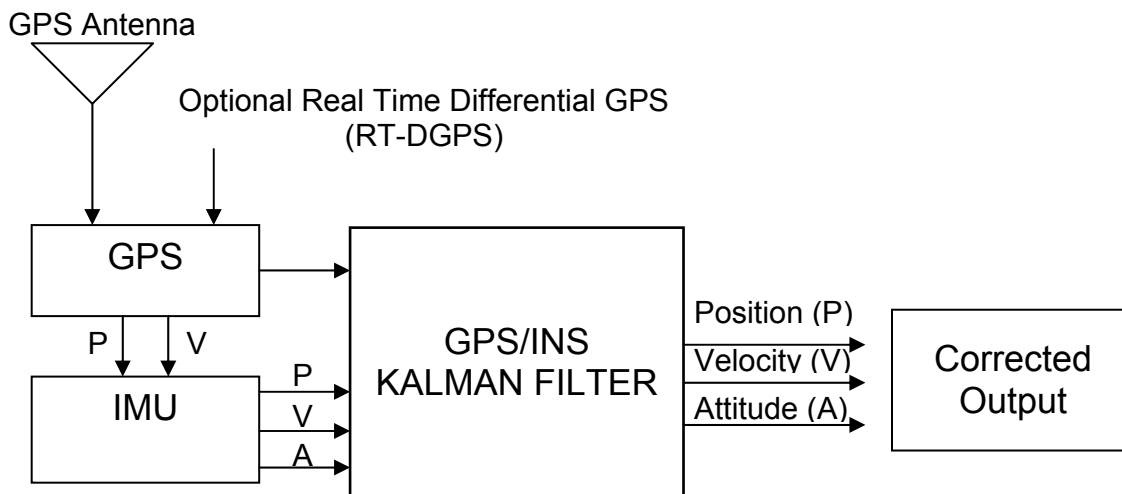 GPS Antenna
Optional Real Time Differential GPS
(RT-DGPS)
GPS
P V
IMU
P
V
A
GPS/INS
KALMAN FILTER
Position (P)
Velocity (V)
Attitude (A)
Corrected
Output